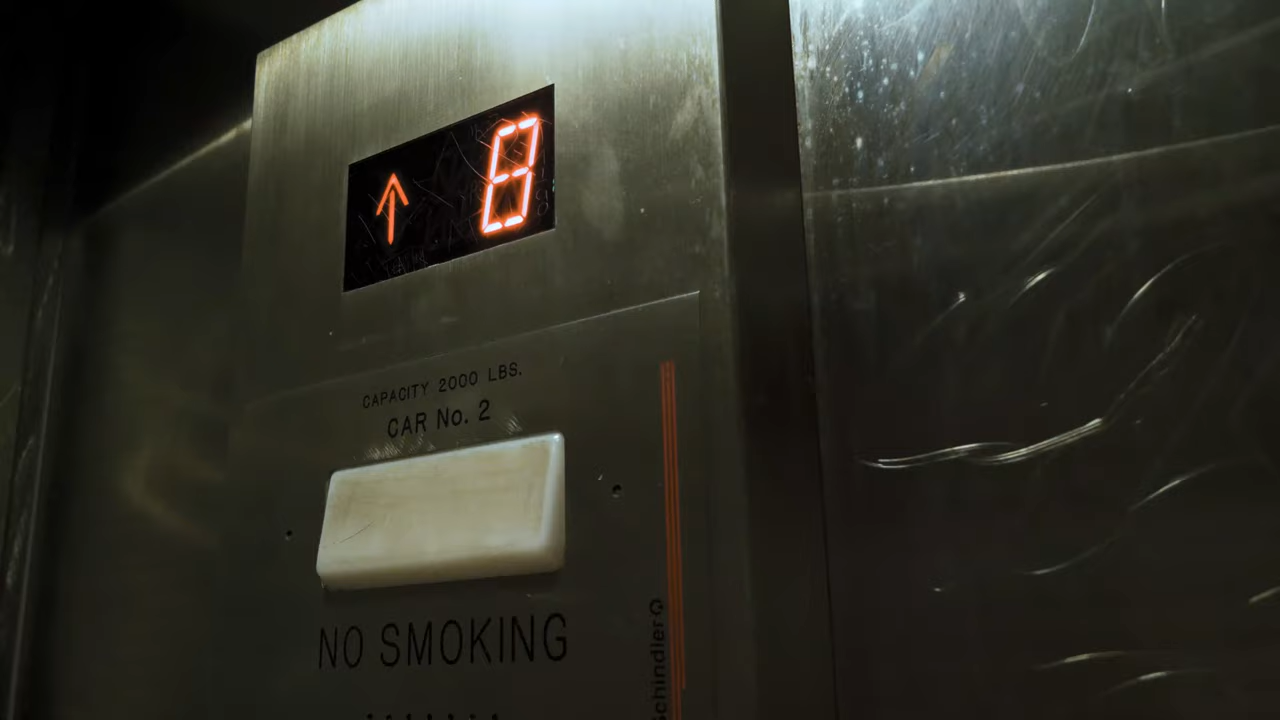 ↑ 8
CAPACITY 2000 LBS.
CAR No. 2
NO SMOKING
Schindler